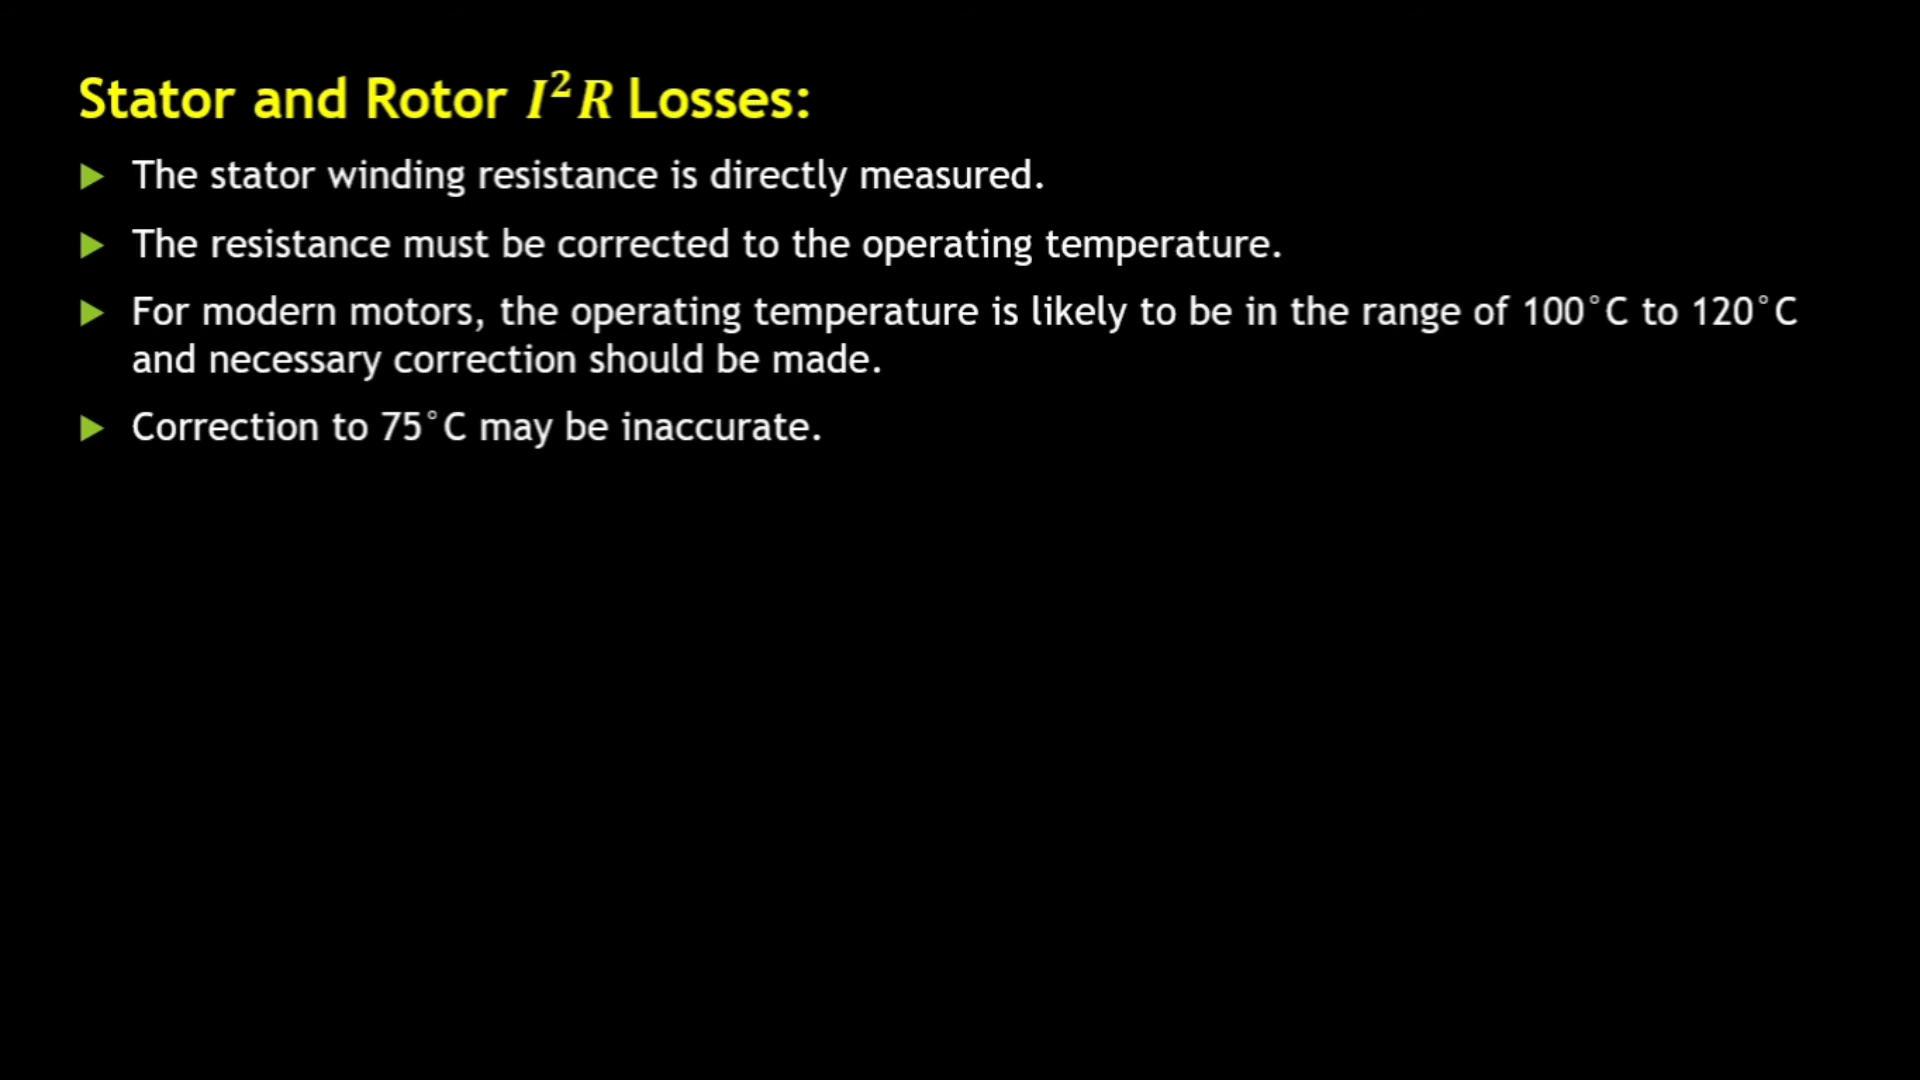 Stator and Rotor I²R Losses:
▶ The stator winding resistance is directly measured.
▶ The resistance must be corrected to the operating temperature.
▶ For modern motors, the operating temperature is likely to be in the range of 100°C to 120°C
and necessary correction should be made.
▶ Correction to 75°C may be inaccurate.